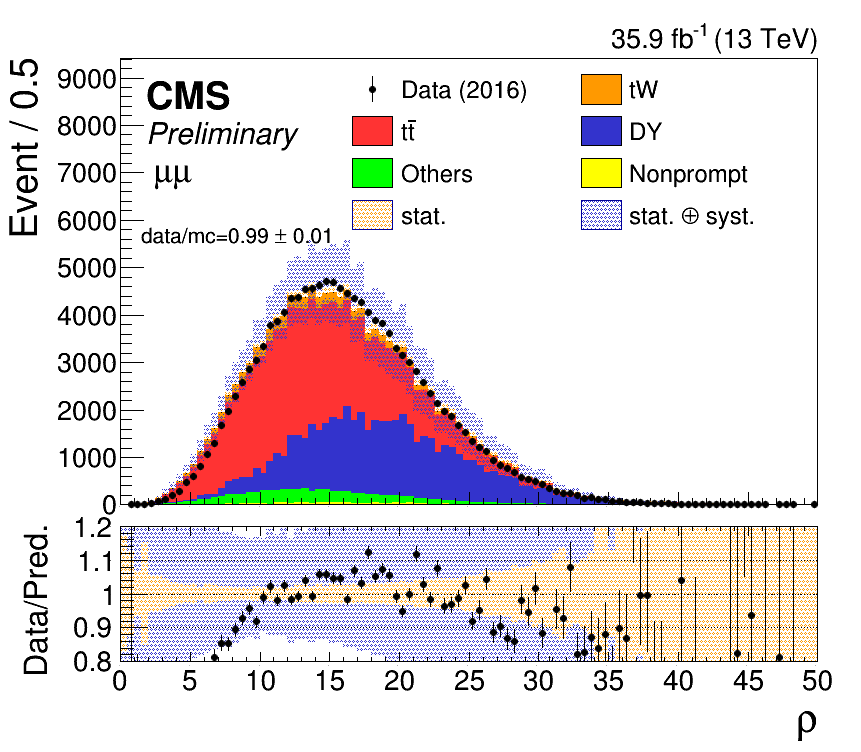 35.9 fb⁻¹ (13 TeV)
Event / 0.5
9000
8000
7000
6000
5000
4000
3000
2000
1000
0
CMS
Preliminary
μμ
data/mc=0.99 ± 0.01
Data (2016)
tW
tt̄
DY
Others
Nonprompt
stat.
stat. ⊕ syst.
Data/Pred.
1.2
1.1
1
0.9
0.8
0 5 10 15 20 25 30 35 40 45 50
ρ